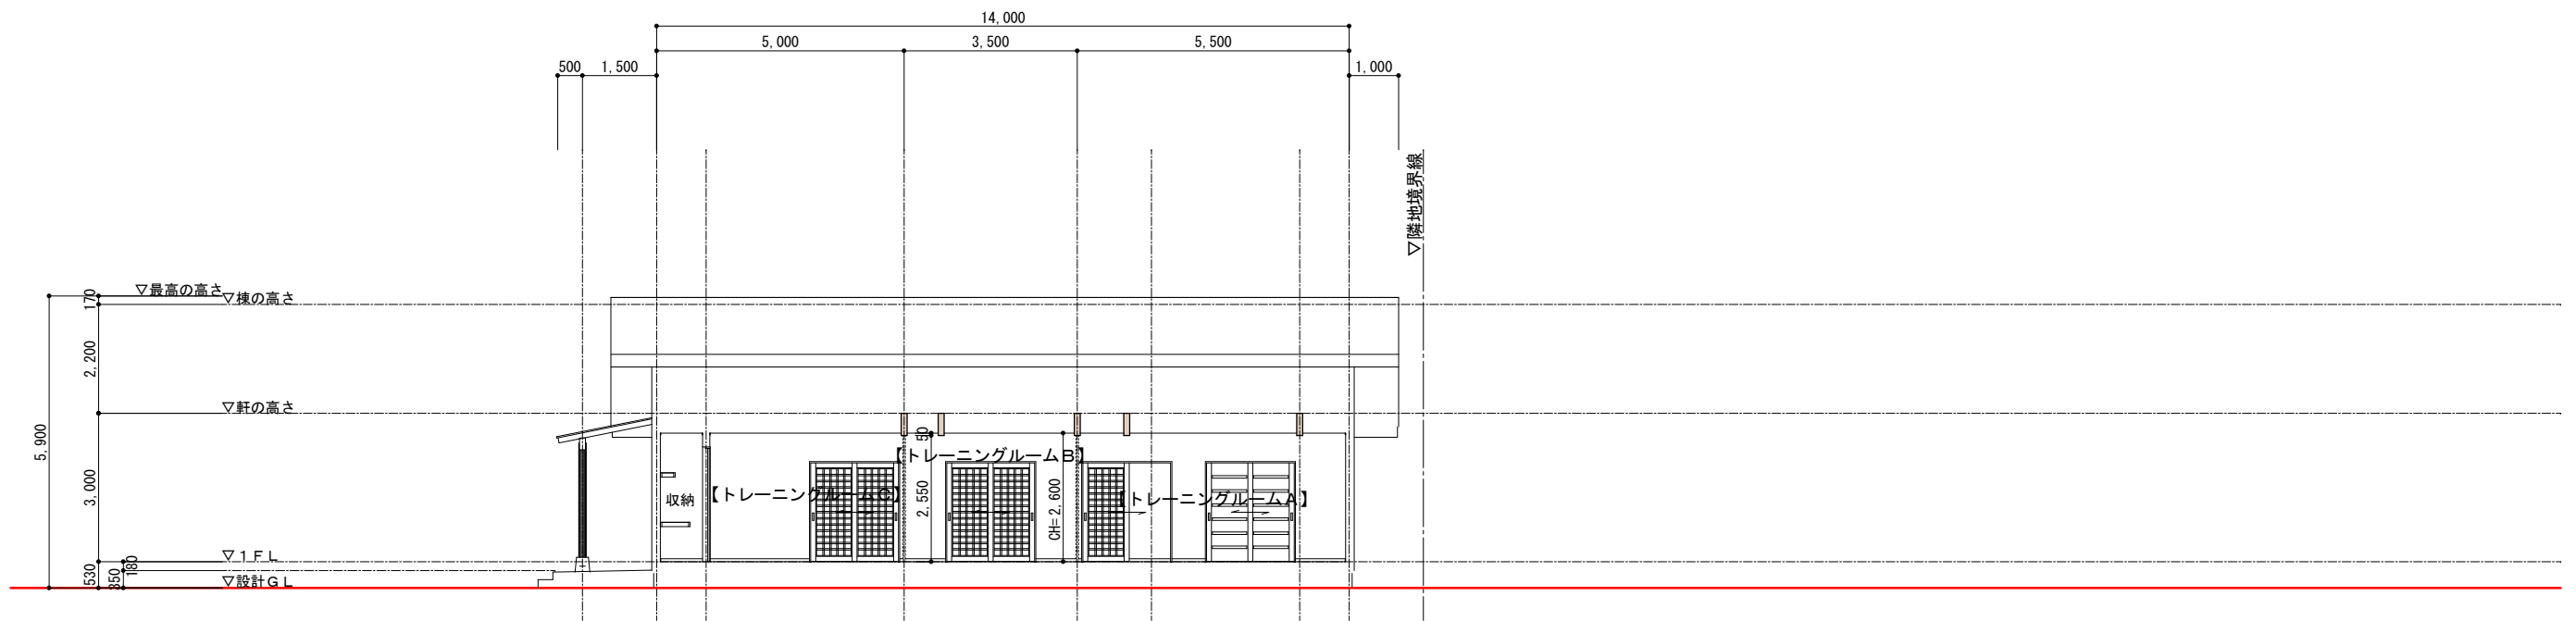 14,000
5,000
3,500
5,500
500
1,500
1,000
▽隣地境界線
▽最高の高さ
170
▽棟の高さ
2,200
▽軒の高さ
5,900
50
【トレーニングルームB】
3,000
収納
【トレーニングルームC】
2,550
CH=2,600
【トレーニングルームA】
▽1FL
180
530
350
▽設計GL